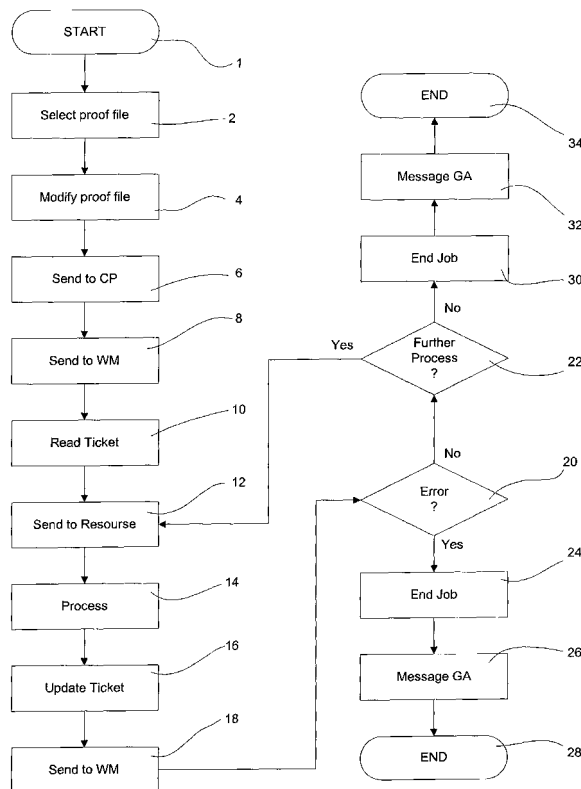 START
1
Select proof file
2
Modify proof file
4
Send to CP
6
Send to WM
8
Read Ticket
10
Send to Resourse
12
Process
14
Update Ticket
16
Send to WM
18
END
34
Message GA
32
End Job
30
No
Yes
Further
Process
?
22
No
Error
?
20
Yes
End Job
24
Message GA
26
END
28